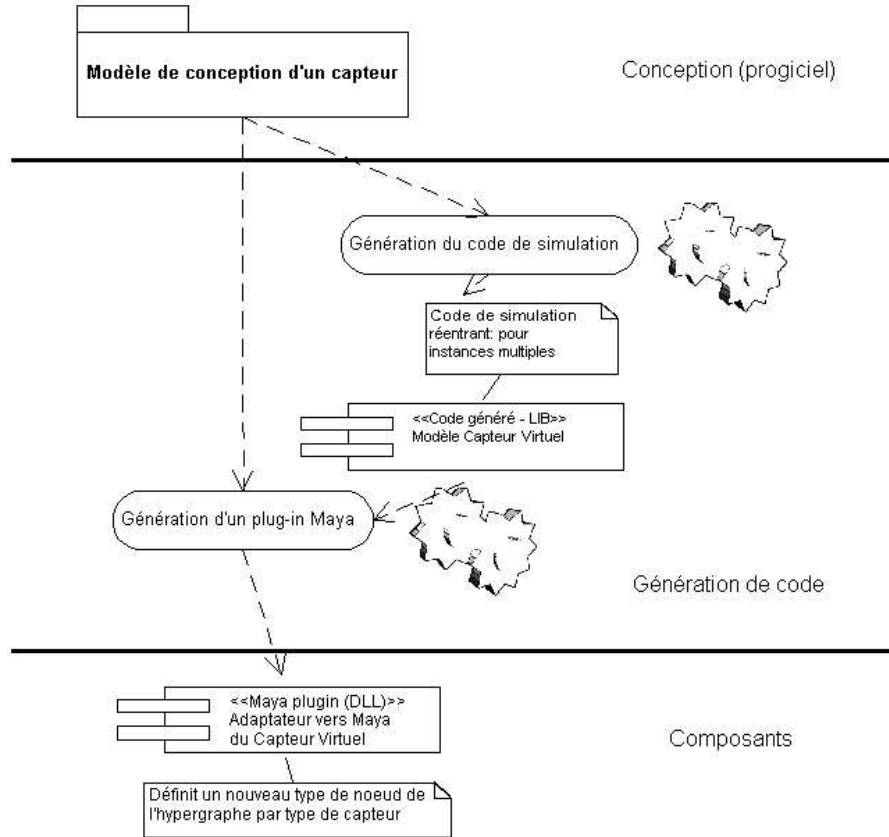 Modèle de conception d'un capteur
Conception (progiciel)
Génération du code de simulation
Code de simulation
réentrant: pour
instances multiples
<<Code généré - LIB>>
Modèle Capteur Virtuel
Génération d'un plug-in Maya
Génération de code
<<Maya plugin (DLL)>>
Adaptateur vers Maya
du Capteur Virtuel
Composants
Définit un nouveau type de noeud de
l'hypergraphe par type de capteur